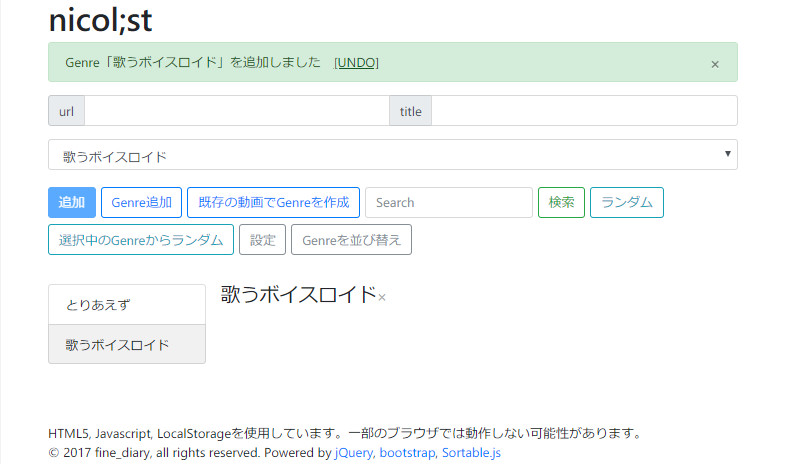 nicol;st
Genre「歌うボイスロイド」を追加しました [UNDO] ×
url title
歌うボイスロイド ▼
追加 Genre追加 既存の動画でGenreを作成 Search 検索 ランダム
選択中のGenreからランダム 設定 Genreを並び替え
とりあえず 歌うボイスロイド×
歌うボイスロイド
HTML5, Javascript, LocalStorageを使用しています。一部のブラウザでは動作しない可能性があります。
© 2017 fine_diary, all rights reserved. Powered by jQuery, bootstrap, Sortable.js